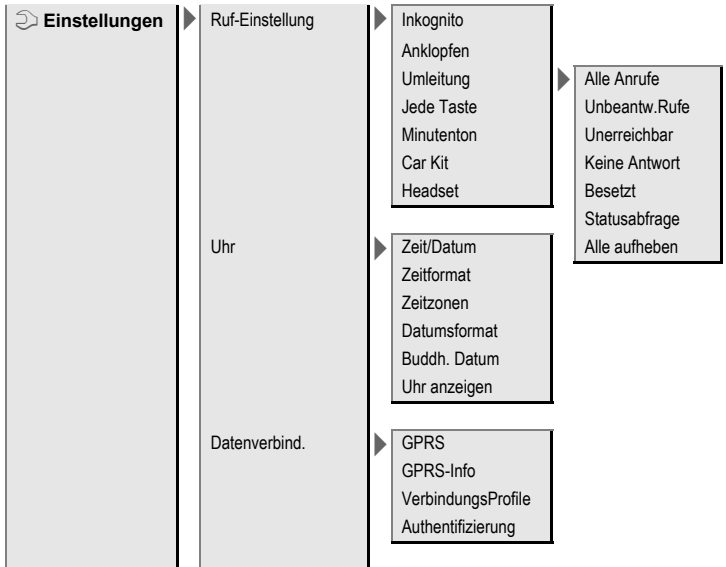 Einstellungen
Ruf-Einstellung
Inkognito
Anklopfen
Umleitung
Alle Anrufe
Unbeantw.Rufe
Unerreichbar
Keine Antwort
Besetzt
Statusabfrage
Alle aufheben
Jede Taste
Minutenton
Car Kit
Headset
Uhr
Zeit/Datum
Zeitformat
Zeitzonen
Datumsformat
Buddh. Datum
Uhr anzeigen
Datenverbind.
GPRS
GPRS-Info
VerbindungsProfile
Authentifizierung